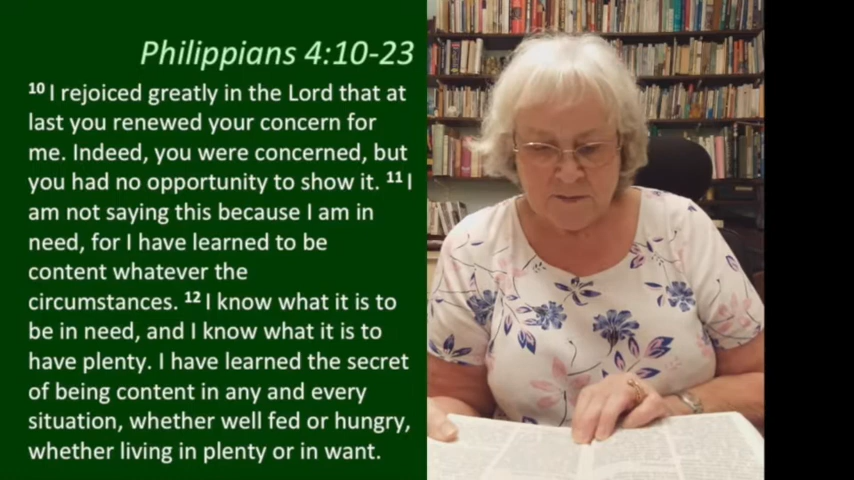 Philippians 4:10-23
10 I rejoiced greatly in the Lord that at
last you renewed your concern for
me. Indeed, you were concerned, but
you had no opportunity to show it. 11 I
am not saying this because I am in
need, for I have learned to be
content whatever the
circumstances. 12 I know what it is to
be in need, and I know what it is to
have plenty. I have learned the secret
of being content in any and every
situation, whether well fed or hungry,
whether living in plenty or in want.